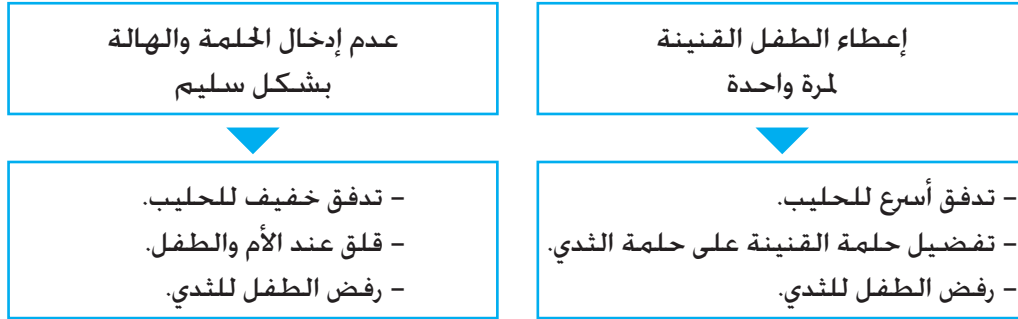 إعطاء الطفل القنينة
لمرة واحدة
– تدفق أسرع للحليب.
– تفضيل حلمة القنينة على حلمة الثدي.
– رفض الطفل للثدي.
عدم إدخال الحلمة والهالة
بشكل سليم
– تدفق خفيف للحليب.
– قلق عند الأم والطفل.
– رفض الطفل للثدي.